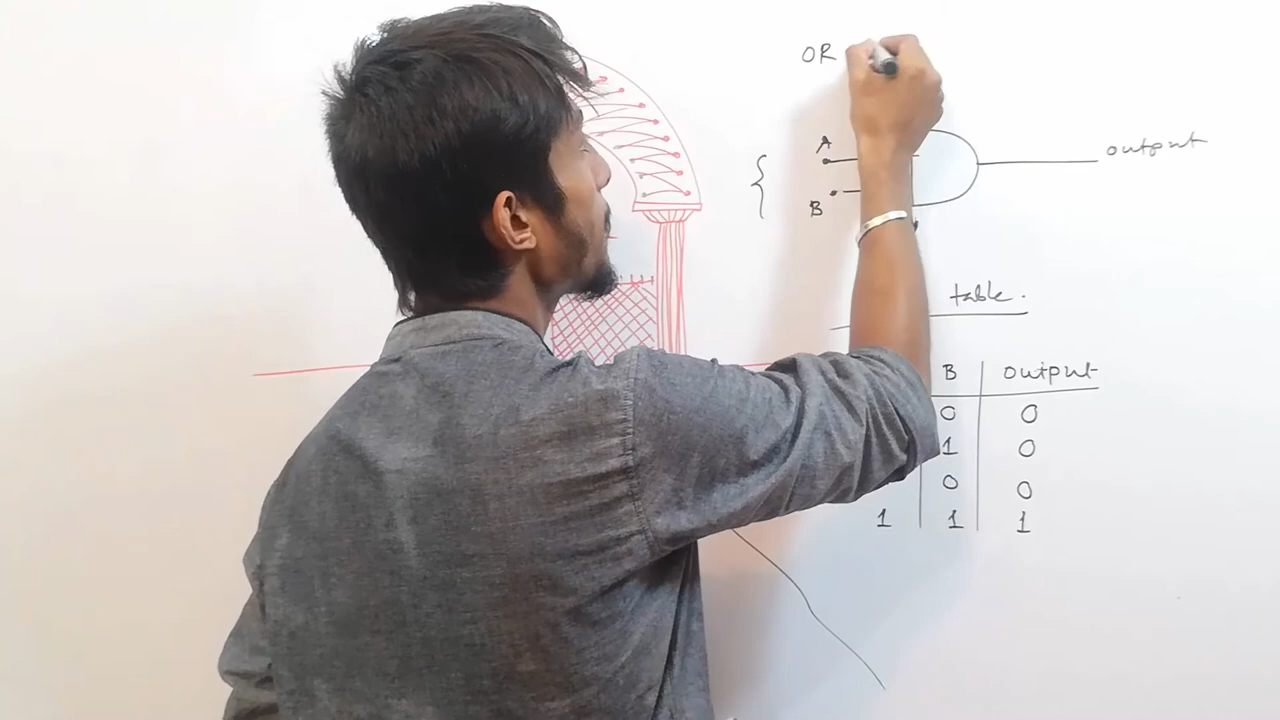 OR
A
output
B
table.
B output
0 0
1 0
0 0
1 1 1